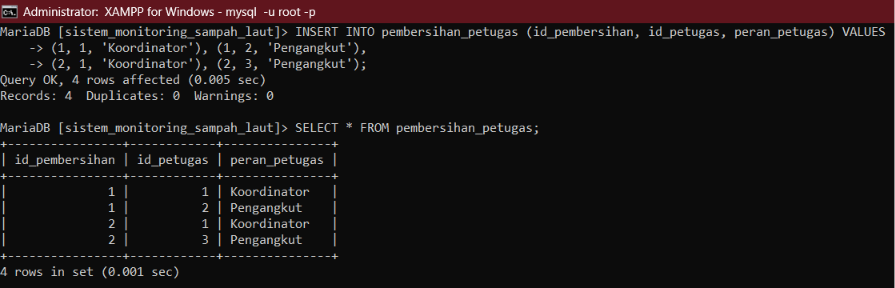 Administrator: XAMPP for Windows - mysql -u root -p
MariaDB [sistem_monitoring_sampah_laut]> INSERT INTO pembersihan_petugas (id_pembersihan, id_petugas, peran_petugas) VALUES
    -> (1, 1, 'Koordinator'), (1, 2, 'Pengangkut'),
    -> (2, 1, 'Koordinator'), (2, 3, 'Pengangkut');
Query OK, 4 rows affected (0.005 sec)
Records: 4  Duplicates: 0  Warnings: 0
MariaDB [sistem_monitoring_sampah_laut]> SELECT * FROM pembersihan_petugas;
+----------------+------------+---------------+
| id_pembersihan | id_petugas | peran_petugas |
+----------------+------------+---------------+
|              1 |          1 | Koordinator   |
|              1 |          2 | Pengangkut    |
|              2 |          1 | Koordinator   |
|              2 |          3 | Pengangkut    |
+----------------+------------+---------------+
4 rows in set (0.001 sec)